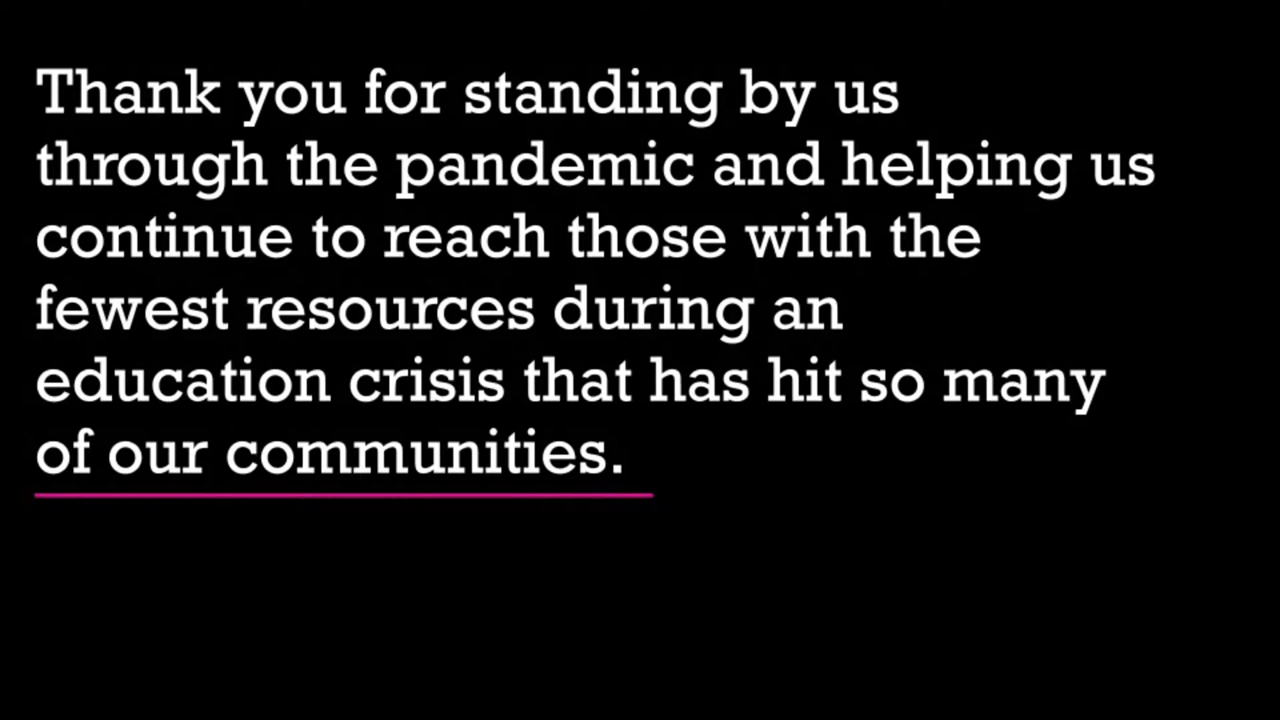 Thank you for standing by us
through the pandemic and helping us
continue to reach those with the
fewest resources during an
education crisis that has hit so many
of our communities.